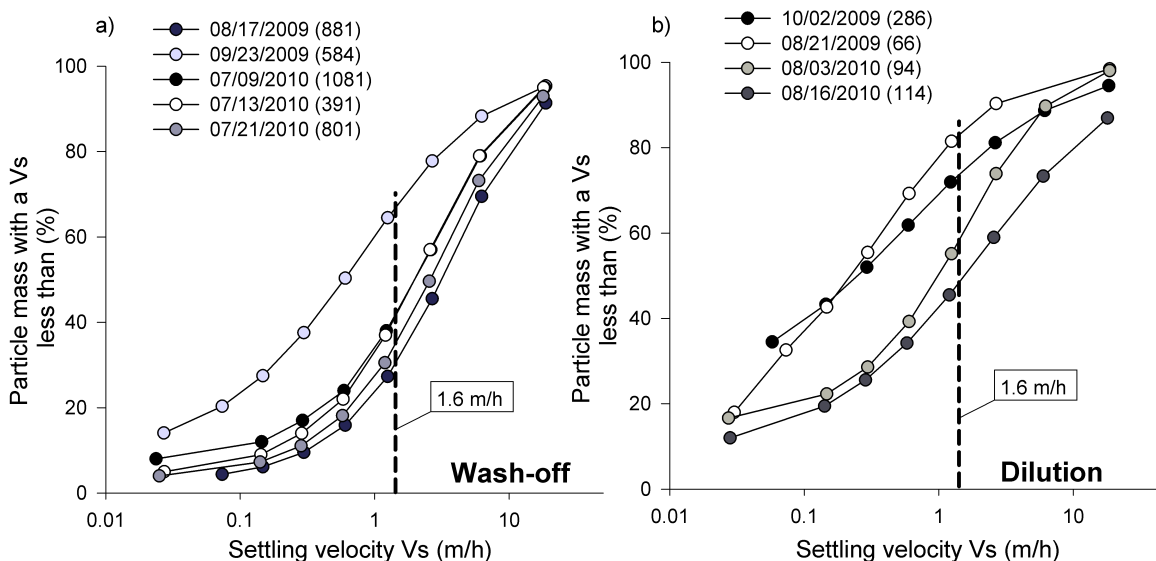 a)
08/17/2009 (881)
09/23/2009 (584)
07/09/2010 (1081)
07/13/2010 (391)
07/21/2010 (801)
Particle mass with a Vs
less than (%)
100
80
60
40
20
0
1.6 m/h
Wash-off
0.01
0.1
1
10
Settling velocity Vs (m/h)
b)
10/02/2009 (286)
08/21/2009 (66)
08/03/2010 (94)
08/16/2010 (114)
Particle mass with a Vs
less than (%)
100
80
60
40
20
0
1.6 m/h
Dilution
0.01
0.1
1
10
Settling velocity Vs (m/h)